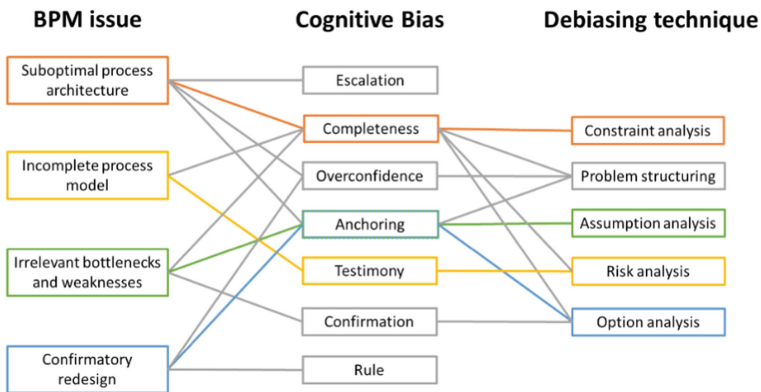 BPM issue
Cognitive Bias
Debiasing technique
Suboptimal process
architecture
Incomplete process
model
Irrelevant bottlenecks
and weaknesses
Confirmatory
redesign
Escalation
Completeness
Overconfidence
Anchoring
Testimony
Confirmation
Rule
Constraint analysis
Problem structuring
Assumption analysis
Risk analysis
Option analysis